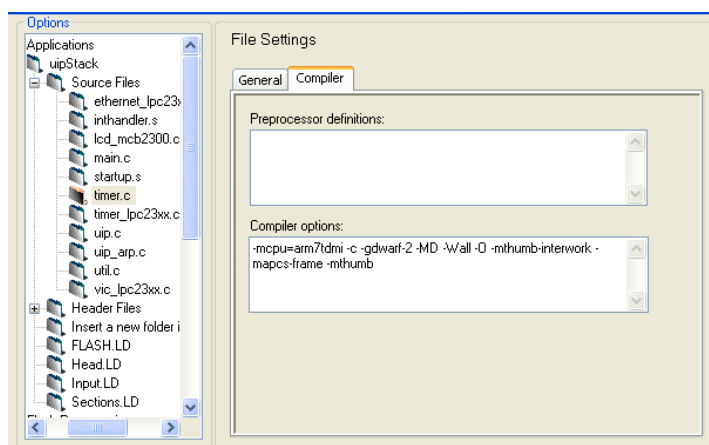 Options
Applications
uipStack
Source Files
ethernet_lpc23
inthandler.s
lcd_mcb2300.c
main.c
startup.s
timer.c
timer_lpc23xx.c
uip.c
uip_arp.c
util.c
vic_lpc23xx.c
Header Files
Insert a new folder i
FLASH.LD
Head.LD
Input.LD
Sections.LD
File Settings
General Compiler
Preprocessor definitions:
Compiler options:
-mcpu=arm7tdmi -c -gdwarf-2 -MD -Wall -O -mthumb-interwork -
mapcs-frame -mthumb